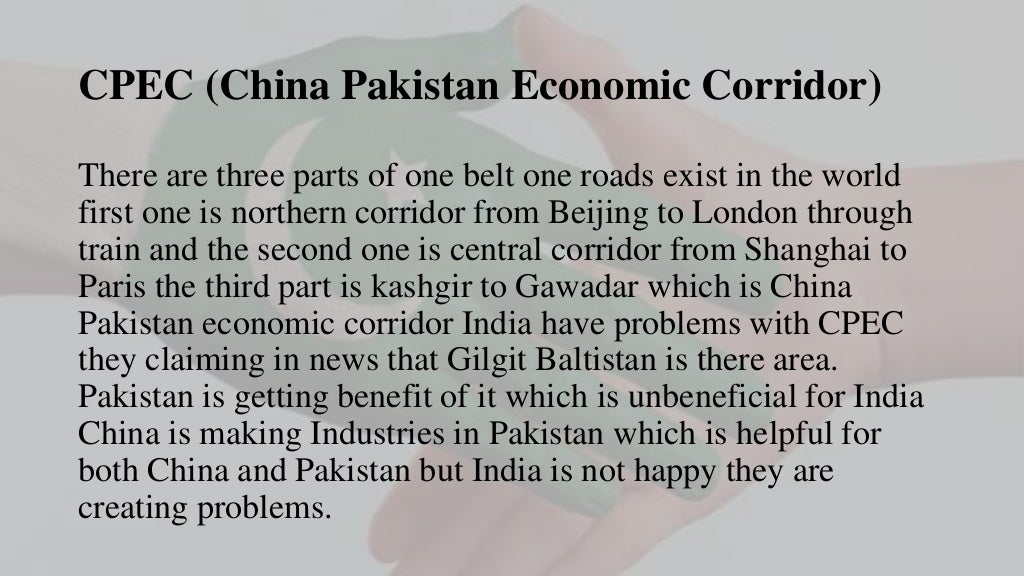 CPEC (China Pakistan Economic Corridor)
There are three parts of one belt one roads exist in the world
first one is northern corridor from Beijing to London through
train and the second one is central corridor from Shanghai to
Paris the third part is kashgir to Gawadar which is China
Pakistan economic corridor India have problems with CPEC
they claiming in news that Gilgit Baltistan is there area.
Pakistan is getting benefit of it which is unbeneficial for India
China is making Industries in Pakistan which is helpful for
both China and Pakistan but India is not happy they are
creating problems.